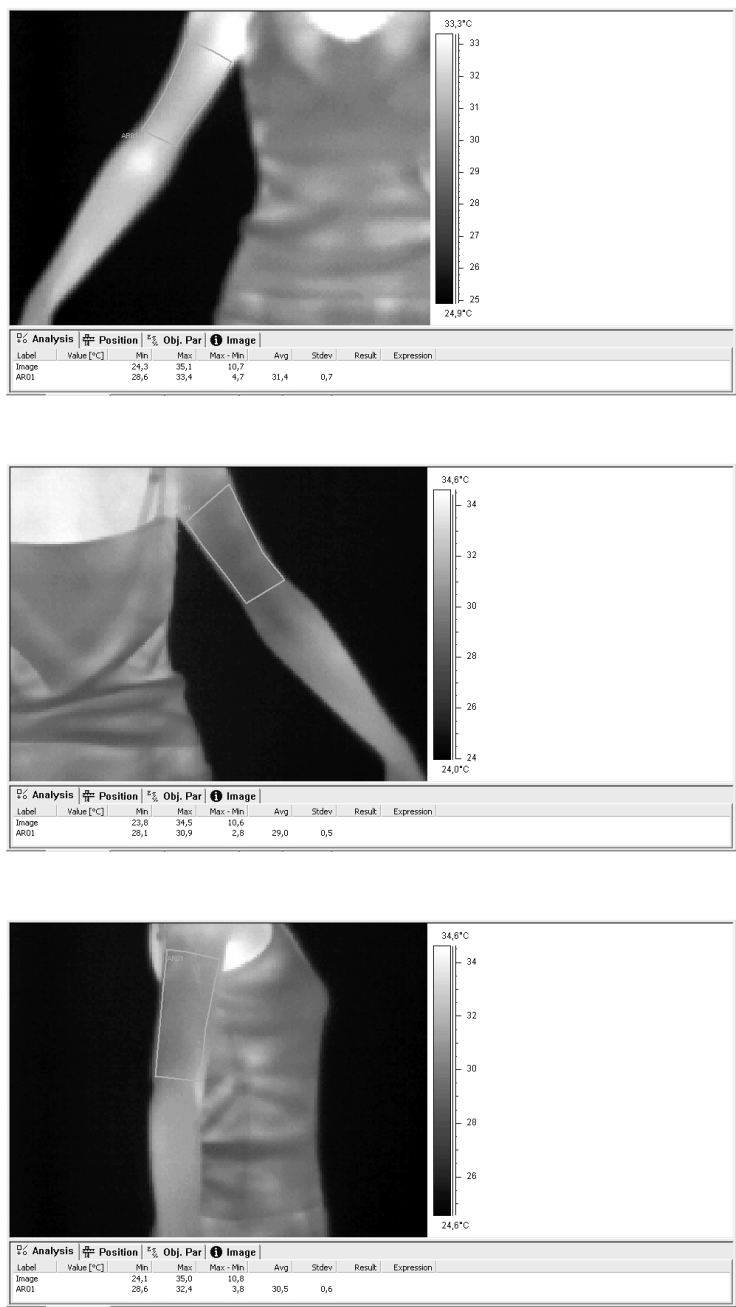 33,3°C
33
32
31
30
29
28
27
26
25
24,9°C
AR01
Analysis Position Obj. Par Image
Label Value [°C] Min Max Max - Min Avg Stdev Result Expression
Image 24,3 35,1 10,7
AR01 28,6 33,4 4,7 31,4 0,7
34,6°C
34
32
30
28
26
24
24,0°C
Analysis Position Obj. Par Image
Label Value [°C] Min Max Max - Min Avg Stdev Result Expression
Image 23,8 34,5 10,6
AR01 28,1 30,9 2,8 29,0 0,5
34,6°C
AR01
34
32
30
28
26
24,6°C
Analysis Position Obj. Par Image
Label Value [°C] Min Max Max - Min Avg Stdev Result Expression
Image 24,1 35,0 10,8
AR01 28,6 32,4 3,8 30,5 0,6